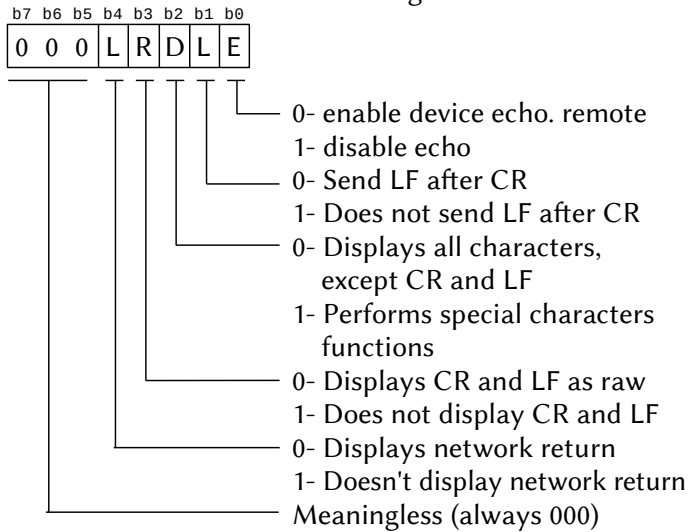 b7 b6 b5 b4 b3 b2 b1 b0
0 0 0 L R D L E
0- enable device echo. remote
1- disable echo
0- Send LF after CR
1- Does not send LF after CR
0- Displays all characters,
except CR and LF
1- Performs special characters
functions
0- Displays CR and LF as raw
1- Does not display CR and LF
0- Displays network return
1- Doesn't display network return
Meaningless (always 000)